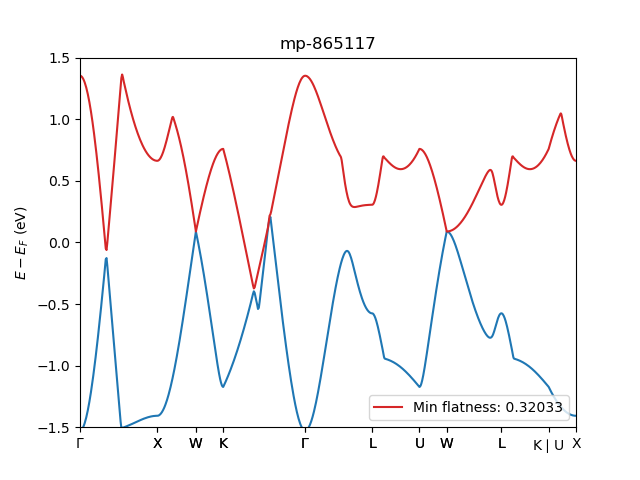 mp-865117
E − E_F (eV)
1.5
1.0
0.5
0.0
−0.5
−1.0
−1.5
Min flatness: 0.32033
Γ X W K Γ L U W L K | U X